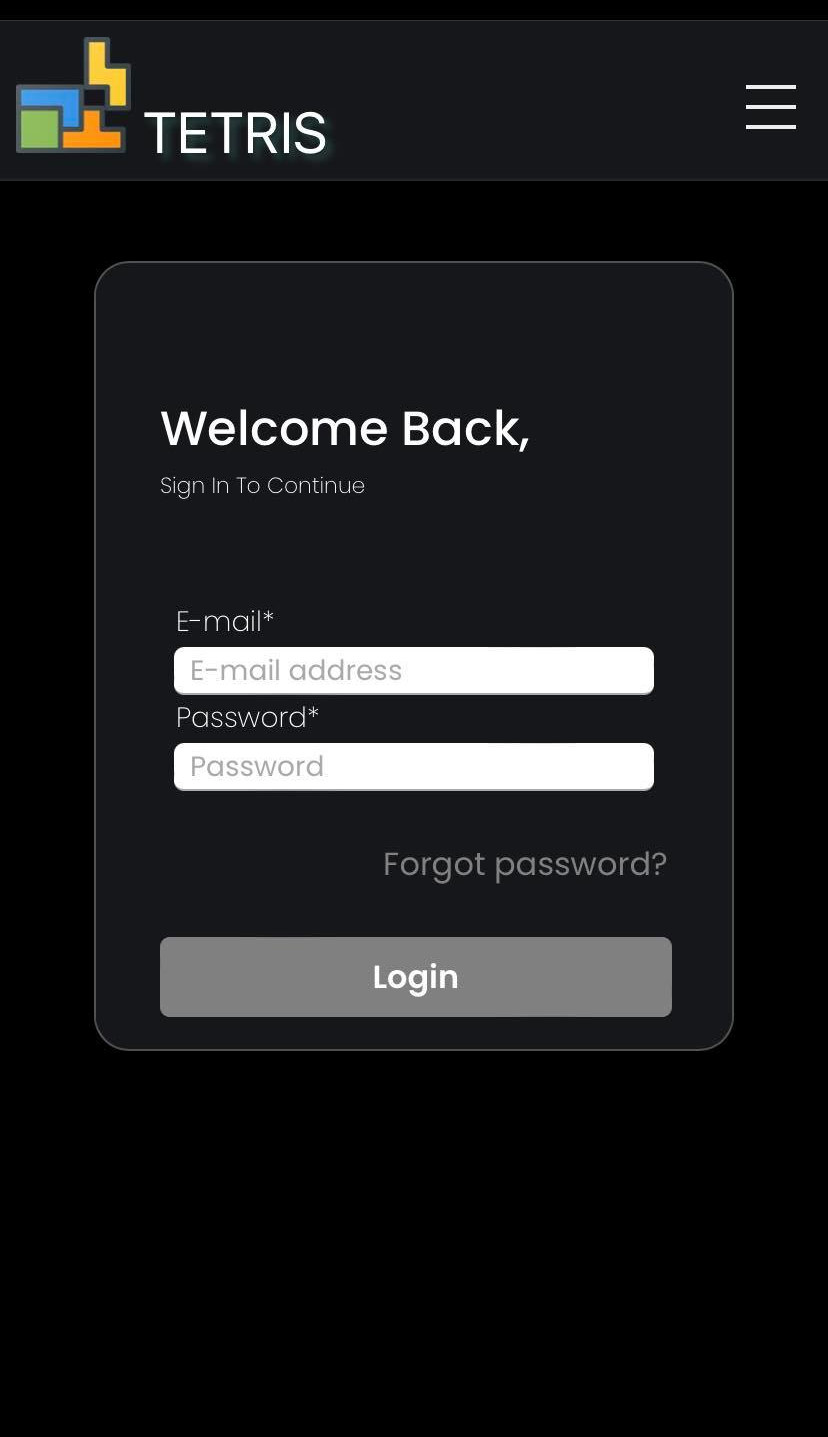 TETRIS
Welcome Back,
Sign In To Continue
E-mail*
E-mail address
Password*
Password
Forgot password?
Login